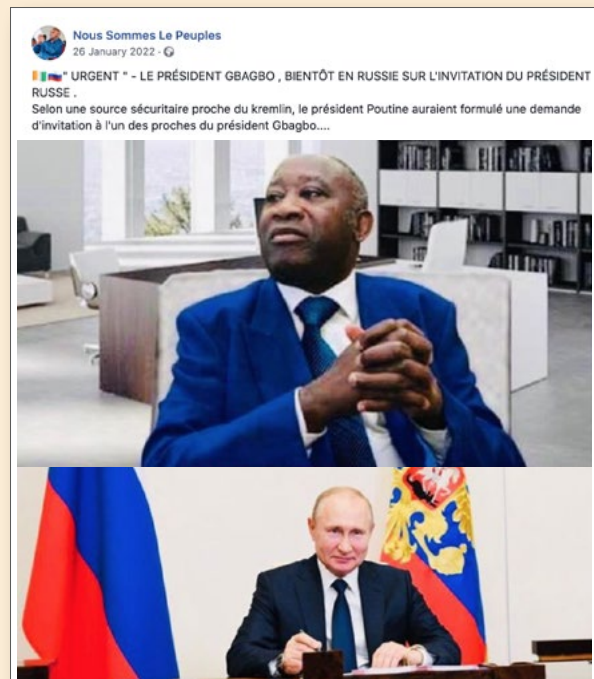 Nous Sommes Le Peuples
26 January 2022 ·
🇨🇮🇷🇺" URGENT " - LE PRÉSIDENT GBAGBO , BIENTÔT EN RUSSIE SUR L'INVITATION DU PRÉSIDENT
RUSSE .
Selon une source sécuritaire proche du kremlin, le président Poutine auraient formulé une demande
d'invitation à l'un des proches du président Gbagbo....